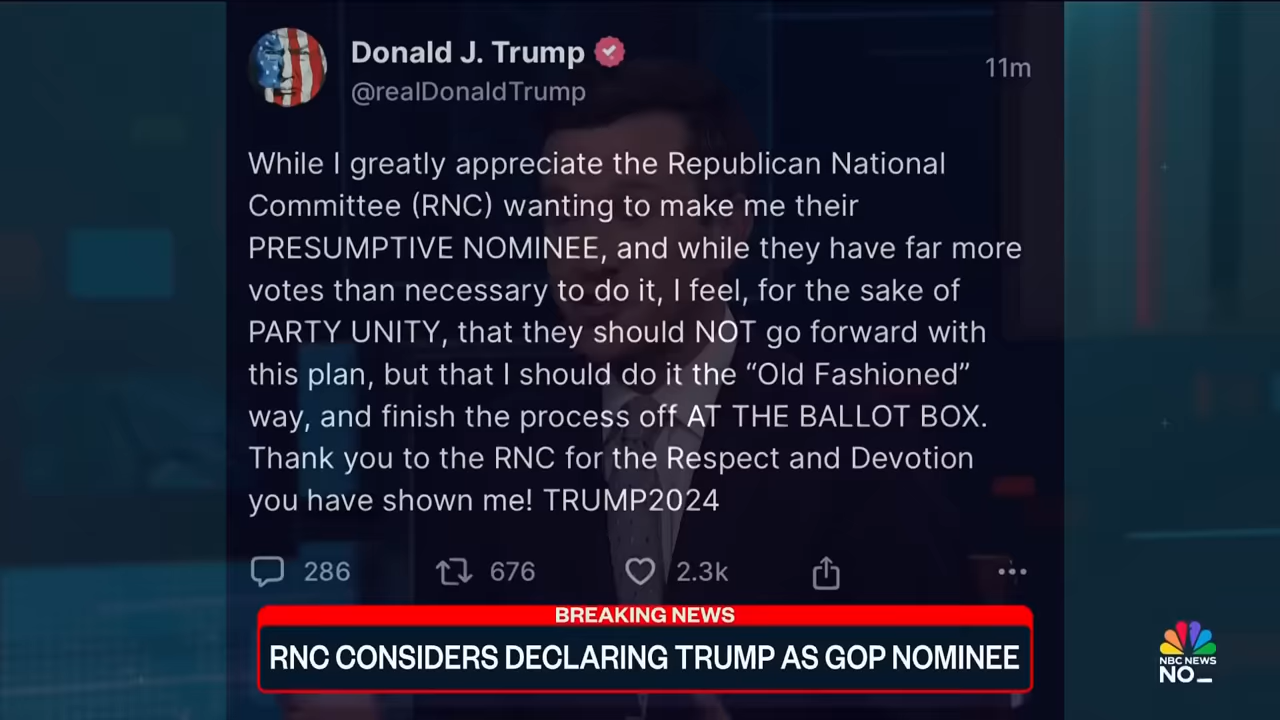 Donald J. Trump
@realDonaldTrump
11m
While I greatly appreciate the Republican National
Committee (RNC) wanting to make me their
PRESUMPTIVE NOMINEE, and while they have far more
votes than necessary to do it, I feel, for the sake of
PARTY UNITY, that they should NOT go forward with
this plan, but that I should do it the “Old Fashioned”
way, and finish the process off AT THE BALLOT BOX.
Thank you to the RNC for the Respect and Devotion
you have shown me! TRUMP2024
286 676 2.3k
BREAKING NEWS
RNC CONSIDERS DECLARING TRUMP AS GOP NOMINEE
NBC NEWS
NO_